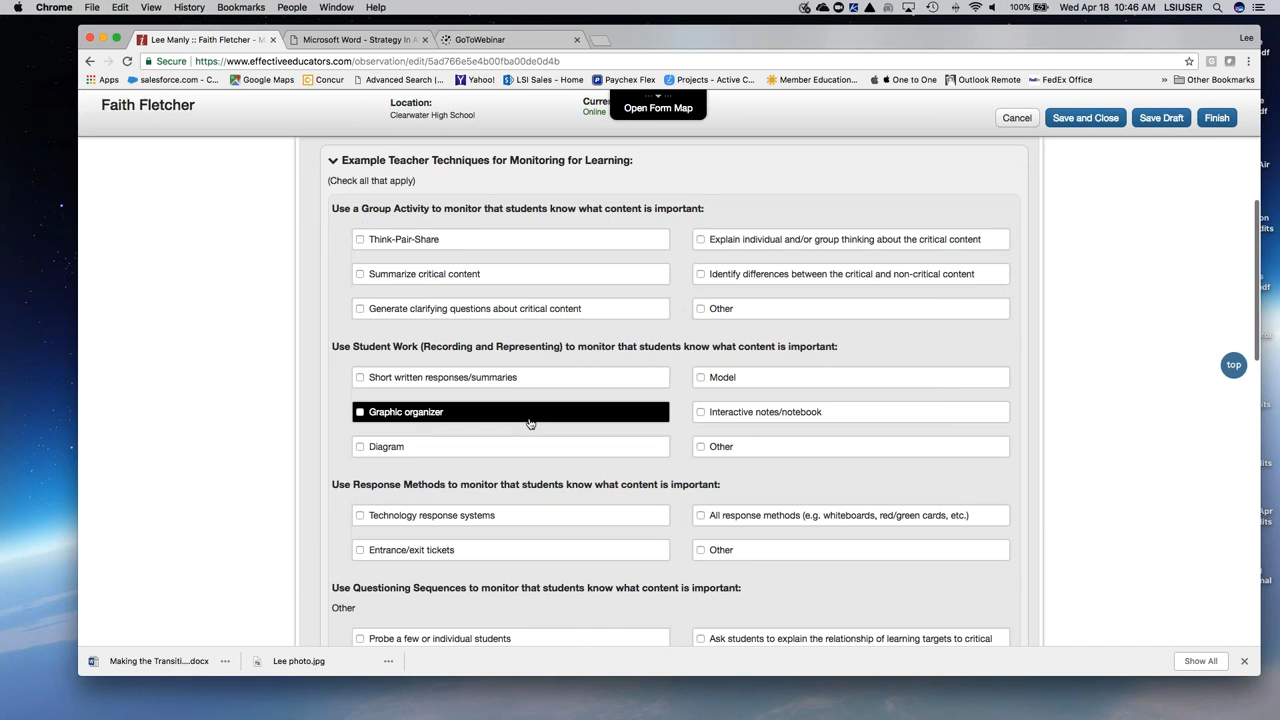 Chrome File Edit View History Bookmarks People Window Help 100% Wed Apr 18 10:46 AM LSIUSER
Lee Manly :: Faith Fletcher - M Microsoft Word - Strategy In A GoToWebinar Lee
Secure https://www.effectiveeducators.com/observation/edit/5ad766e5e4b00fba00de0d4b
Apps salesforce.com - C... Google Maps Concur Advanced Search |... Yahoo! LSI Sales - Home Paychex Flex Projects - Active C... Member Education... One to One Outlook Remote FedEx Office » Other Bookmarks
Faith Fletcher
Location:
Clearwater High School
Curre
Online
Open Form Map
Cancel Save and Close Save Draft Finish
Example Teacher Techniques for Monitoring for Learning:
(Check all that apply)
Use a Group Activity to monitor that students know what content is important:
Think-Pair-Share Explain individual and/or group thinking about the critical content
Summarize critical content Identify differences between the critical and non-critical content
Generate clarifying questions about critical content Other
Use Student Work (Recording and Representing) to monitor that students know what content is important:
Short written responses/summaries Model
top
Graphic organizer Interactive notes/notebook
Diagram Other
Use Response Methods to monitor that students know what content is important:
Technology response systems All response methods (e.g. whiteboards, red/green cards, etc.)
Entrance/exit tickets Other
Use Questioning Sequences to monitor that students know what content is important:
Other
Probe a few or individual students Ask students to explain the relationship of learning targets to critical
Making the Transiti....docx Lee photo.jpg Show All